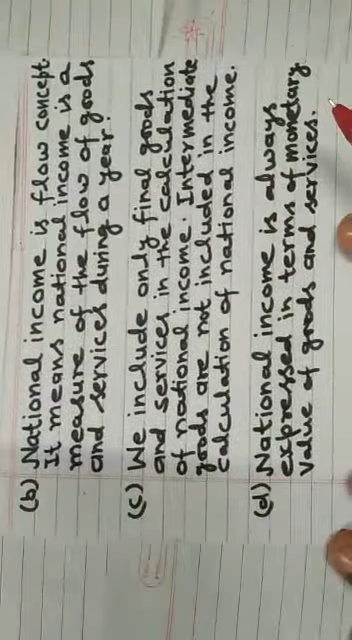 (b) National income is flow concept
It means national income is a
measure of the flow of goods
and services during a year.
(c) We include only final goods
and services in the calculation
of national income. Intermediate
goods are not included in the
calculation of national income.
(d) National income is always
expressed in terms of monetary
value of goods and services.